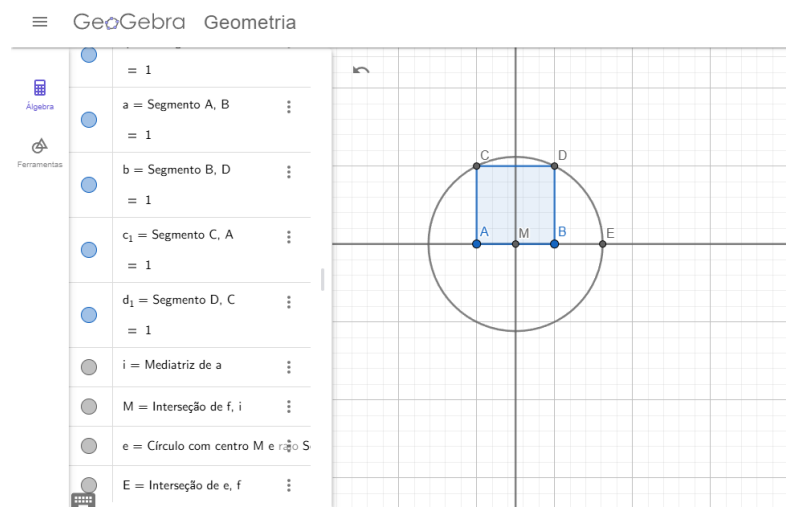 GeoGebra Geometria
Álgebra
Ferramentas
= 1
a = Segmento A, B
= 1
b = Segmento B, D
= 1
c₁ = Segmento C, A
= 1
d₁ = Segmento D, C
= 1
i = Mediatriz de a
M = Interseção de f, i
e = Círculo com centro M e raio S
E = Interseção de e, f
C D
A M B E